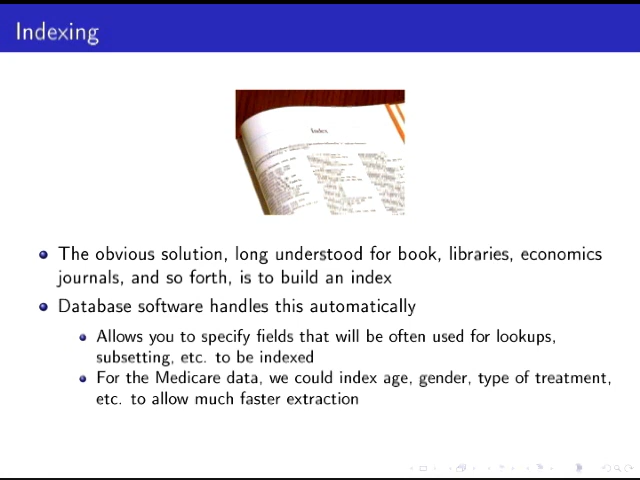 Indexing
Index
The obvious solution, long understood for book, libraries, economics
journals, and so forth, is to build an index
Database software handles this automatically
Allows you to specify fields that will be often used for lookups,
subsetting, etc. to be indexed
For the Medicare data, we could index age, gender, type of treatment,
etc. to allow much faster extraction